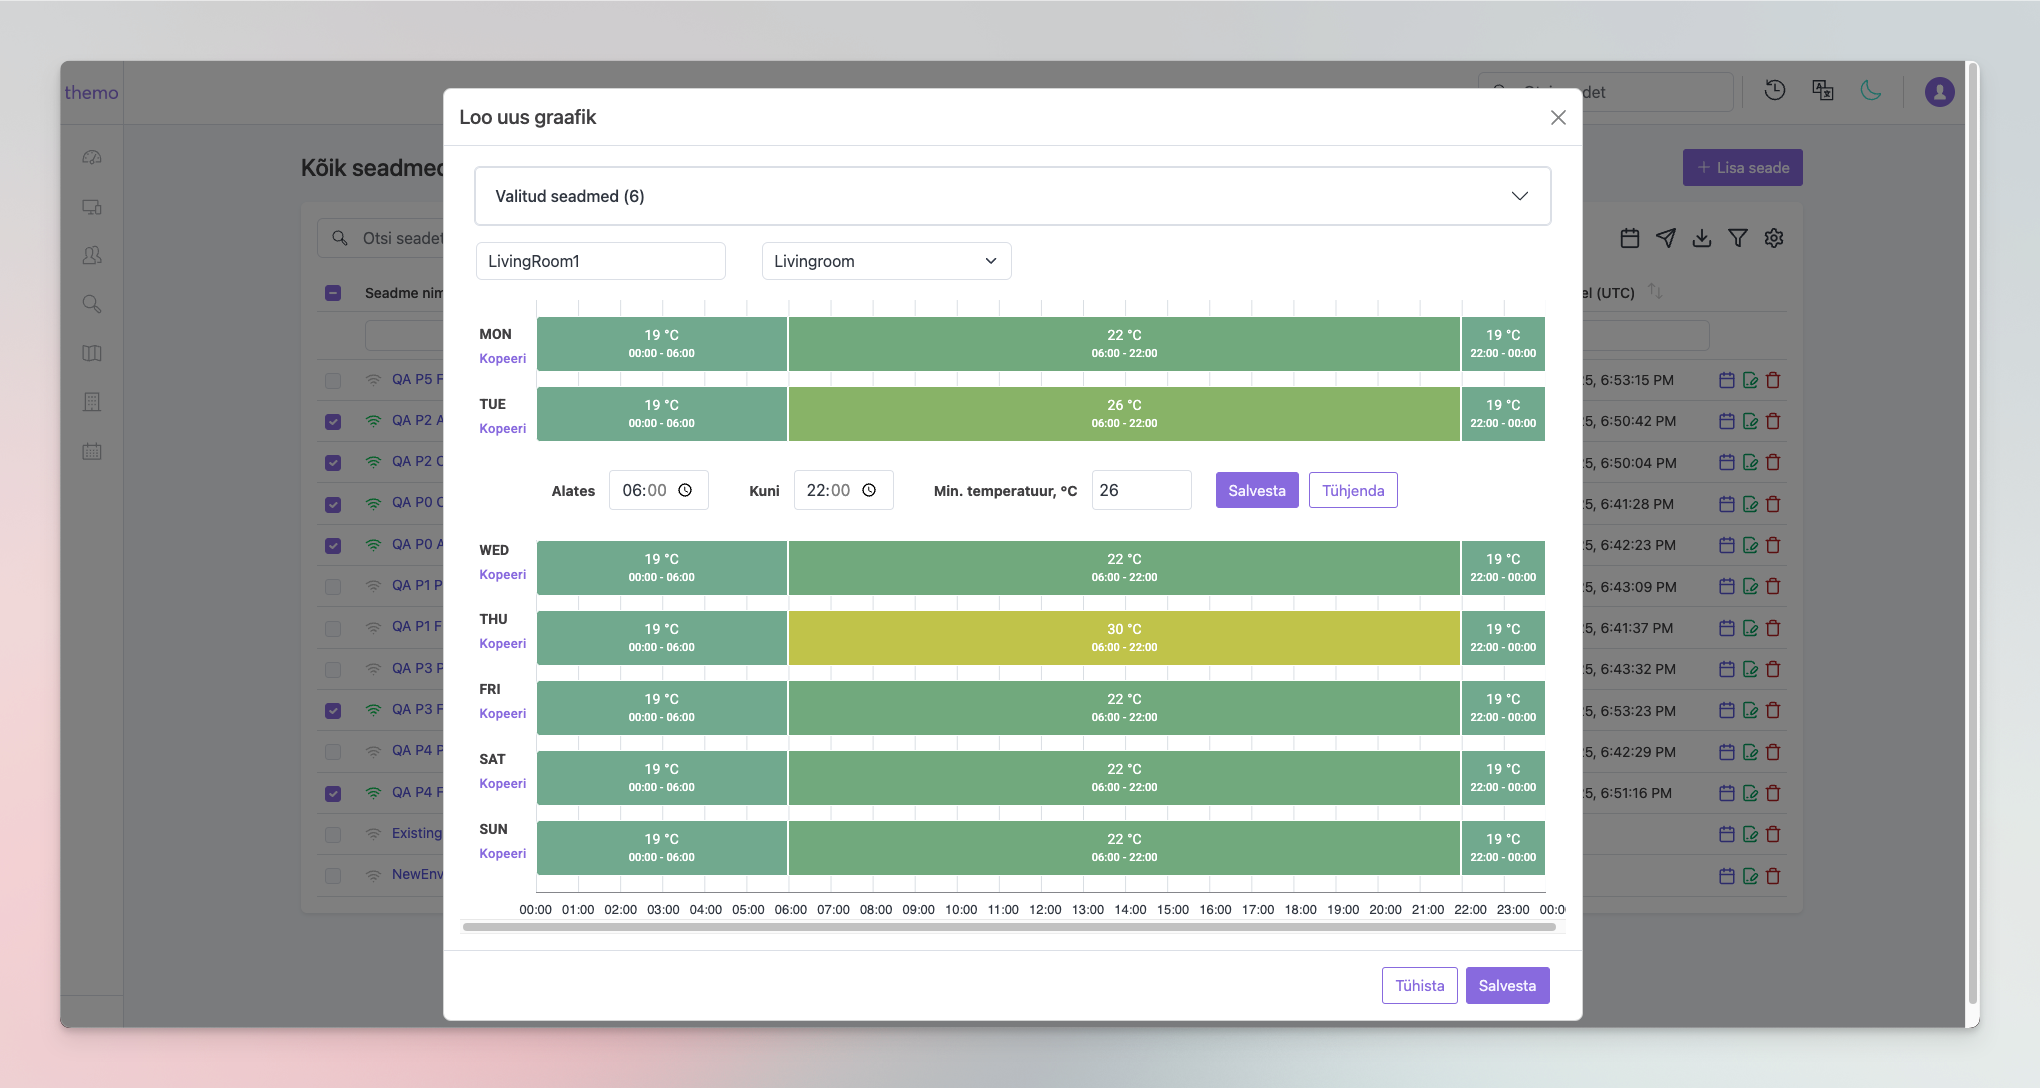 themo
det
Loo uus graafik
Kõik seadmed
Lisa seade
Valitud seadmed (6)
Otsi seadet
LivingRoom1
Livingroom
Seadme nim
el (UTC)
MON
Kopeeri
19 °C
00:00 - 06:00
22 °C
06:00 - 22:00
19 °C
22:00 - 00:00
TUE
Kopeeri
19 °C
00:00 - 06:00
26 °C
06:00 - 22:00
19 °C
22:00 - 00:00
Alates 06:00 Kuni 22:00 Min. temperatuur, °C 26 Salvesta Tühjenda
WED
Kopeeri
19 °C
00:00 - 06:00
22 °C
06:00 - 22:00
19 °C
22:00 - 00:00
THU
Kopeeri
19 °C
00:00 - 06:00
30 °C
06:00 - 22:00
19 °C
22:00 - 00:00
FRI
Kopeeri
19 °C
00:00 - 06:00
22 °C
06:00 - 22:00
19 °C
22:00 - 00:00
SAT
Kopeeri
19 °C
00:00 - 06:00
22 °C
06:00 - 22:00
19 °C
22:00 - 00:00
SUN
Kopeeri
19 °C
00:00 - 06:00
22 °C
06:00 - 22:00
19 °C
22:00 - 00:00
00:00 01:00 02:00 03:00 04:00 05:00 06:00 07:00 08:00 09:00 10:00 11:00 12:00 13:00 14:00 15:00 16:00 17:00 18:00 19:00 20:00 21:00 22:00 23:00 00:0
Tühista Salvesta
QA P5 F
QA P2 A
QA P2 C
QA P0 C
QA P0 A
QA P1 P
QA P1 F
QA P3 P
QA P3 F
QA P4 P
QA P4 F
Existing
NewEnv
25, 6:53:15 PM
25, 6:50:42 PM
25, 6:50:04 PM
25, 6:41:28 PM
25, 6:42:23 PM
25, 6:43:09 PM
25, 6:41:37 PM
25, 6:43:32 PM
25, 6:53:23 PM
25, 6:42:29 PM
25, 6:51:16 PM